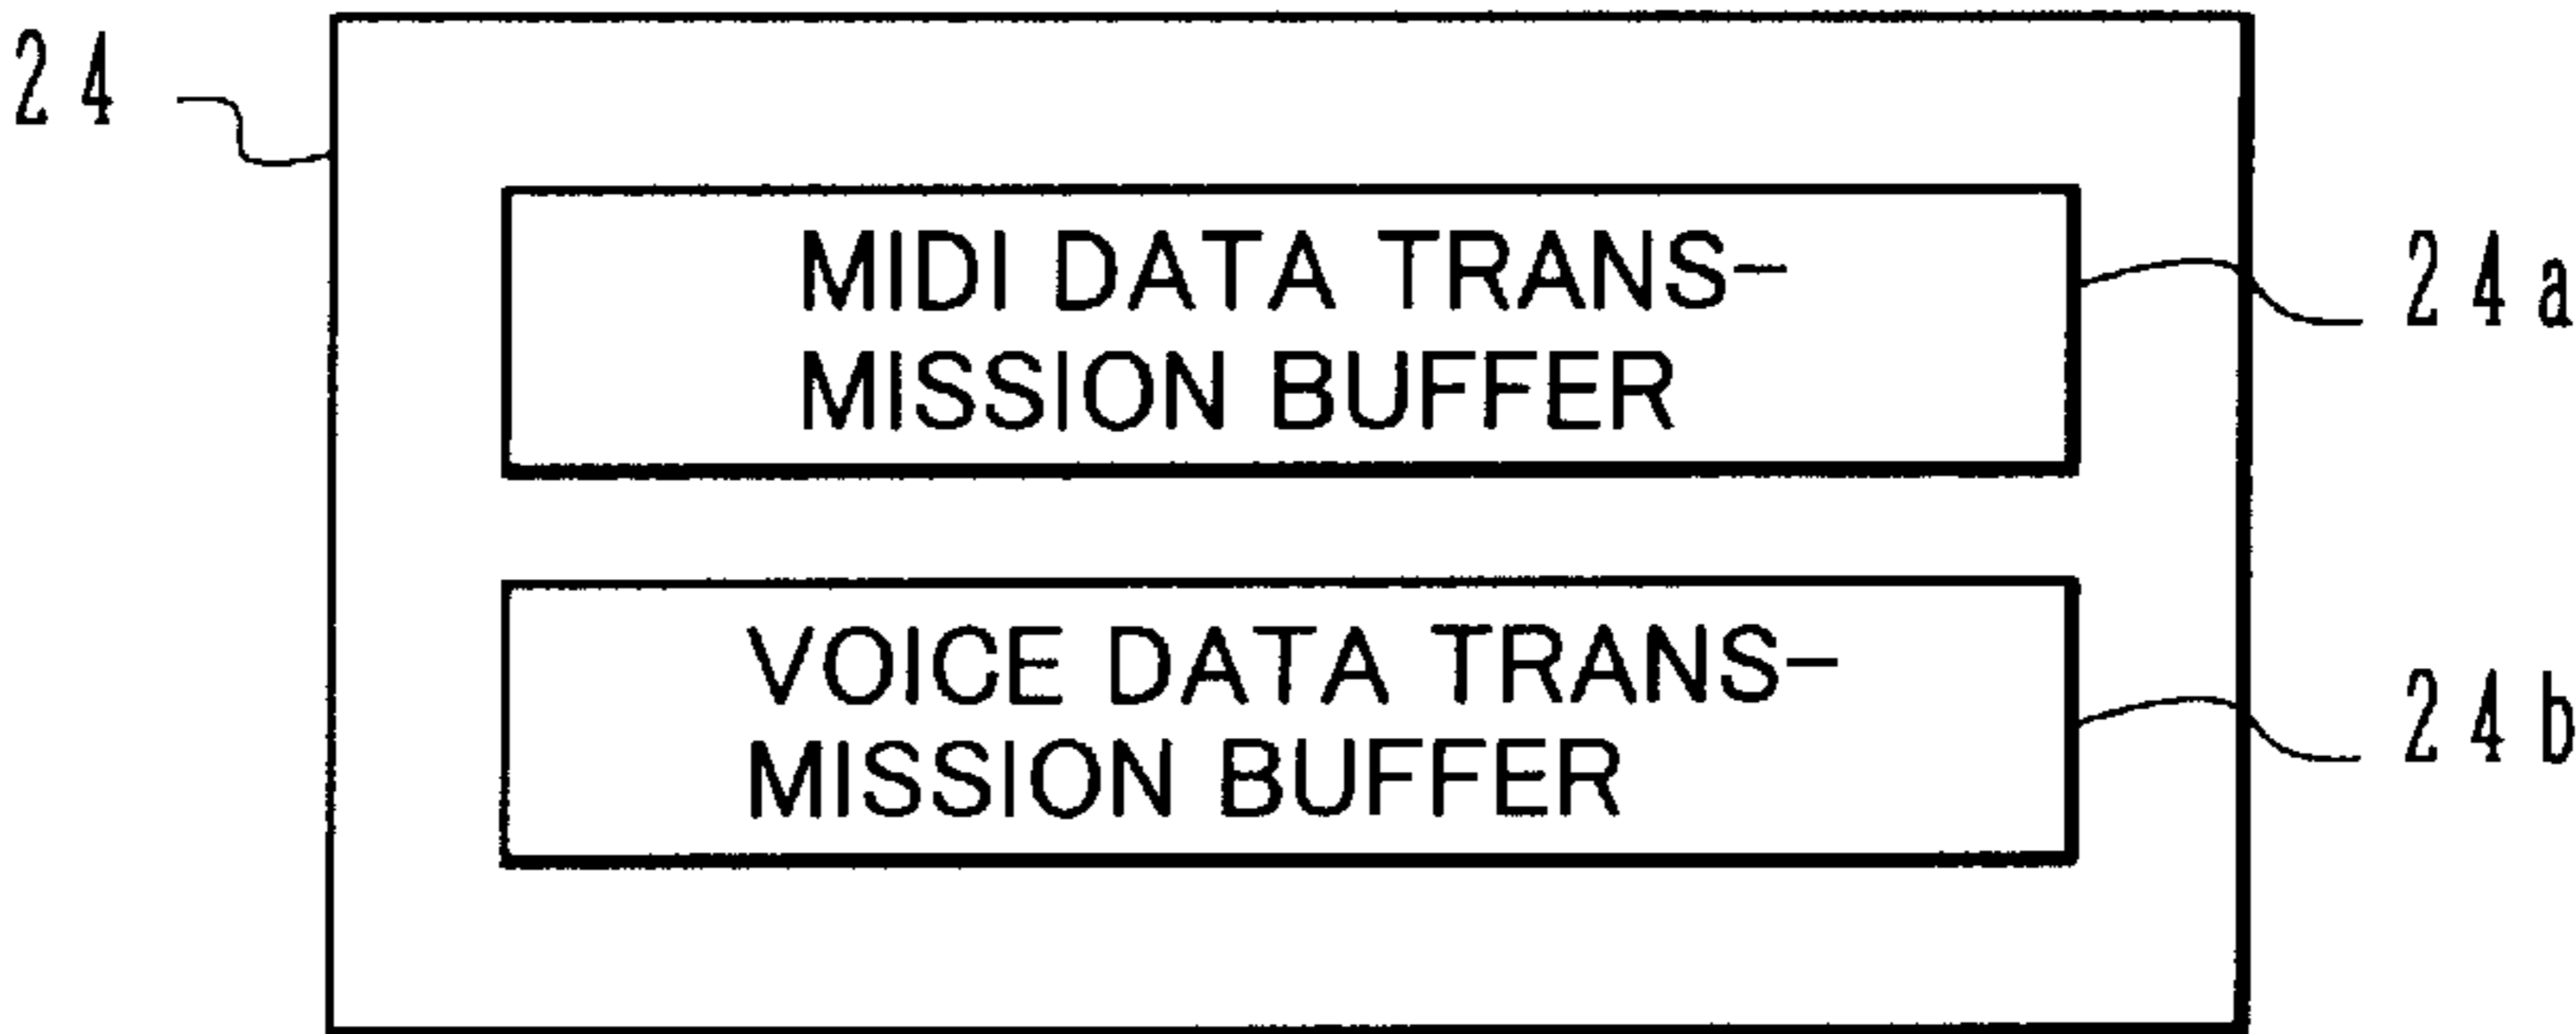 24
MIDI DATA TRANS-
MISSION BUFFER
24a
VOICE DATA TRANS-
MISSION BUFFER
24b